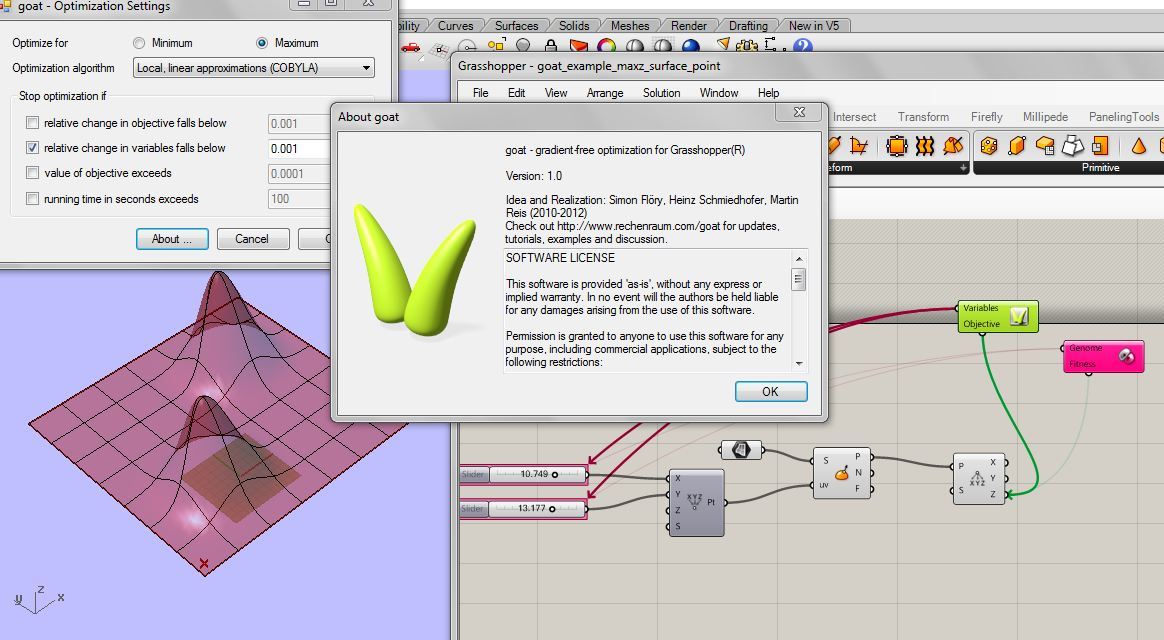 goat - Optimization Settings
Optimize for
Minimum
Maximum
Optimization algorithm
Local, linear approximations (COBYLA)
Stop optimization if
relative change in objective falls below
0.001
relative change in variables falls below
0.001
value of objective exceeds
0.0001
running time in seconds exceeds
100
About ...
Cancel
bility
Curves
Surfaces
Solids
Meshes
Render
Drafting
New in V5
Grasshopper - goat_example_maxz_surface_point
File
Edit
View
Arrange
Solution
Window
Help
Intersect
Transform
Firefly
Millipede
PanelingTools
eform
Primitive
About goat
goat - gradient-free optimization for Grasshopper(R)
Version: 1.0
Idea and Realization: Simon Flöry, Heinz Schmiedhofer, Martin
Reis (2010-2012)
Check out http://www.rechenraum.com/goat for updates,
tutorials, examples and discussion.
SOFTWARE LICENSE
This software is provided 'as-is', without any express or
implied warranty. In no event will the authors be held liable
for any damages arising from the use of this software.
Permission is granted to anyone to use this software for any
purpose, including commercial applications, subject to the
following restrictions:
OK
Variables
Objective
Genome
Fitness
Slider
10.749
Slider
13.177
X
Y
Z
S
XYZ
Pt
S
uv
P
N
F
P
S
XYZ
X
Y
Z
X
y
z
x